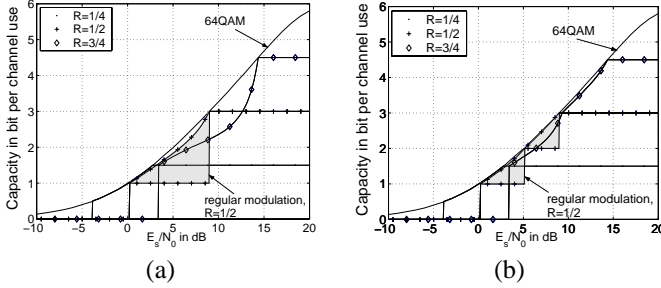 (a)
Capacity in bit per channel use
6
5
4
3
2
1
0
R=1/4
R=1/2
R=3/4
64QAM
regular modulation,
R=1/2
-10 -5 0 5 10 15 20
E_s/N_0 in dB
(b)
Capacity in bit per channel use
6
5
4
3
2
1
0
R=1/4
R=1/2
R=3/4
64QAM
regular modulation,
R=1/2
-10 -5 0 5 10 15 20
E_s/N_0 in dB